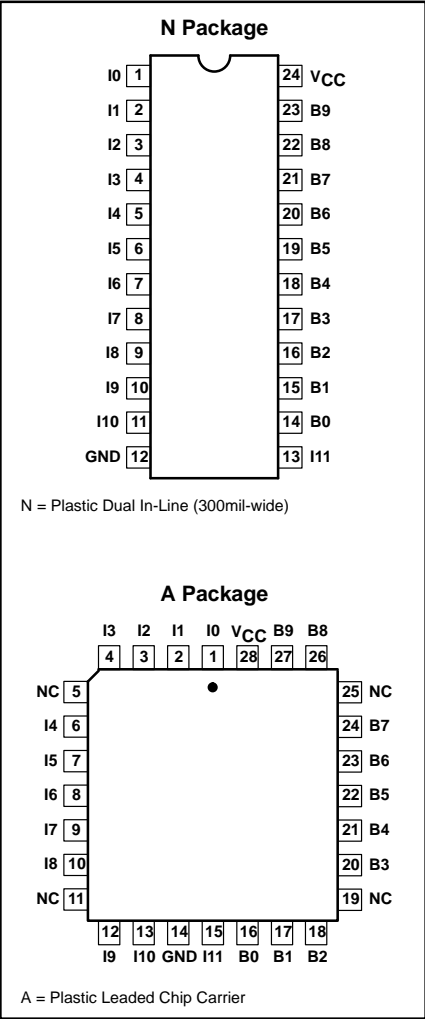 N Package
I0 1 24 VCC
I1 2 23 B9
I2 3 22 B8
I3 4 21 B7
I4 5 20 B6
I5 6 19 B5
I6 7 18 B4
I7 8 17 B3
I8 9 16 B2
I9 10 15 B1
I10 11 14 B0
GND 12 13 I11
N = Plastic Dual In-Line (300mil-wide)
A Package
I3 I2 I1 I0 VCC B9 B8
4 3 2 1 28 27 26
NC 5 25 NC
I4 6 24 B7
I5 7 23 B6
I6 8 22 B5
I7 9 21 B4
I8 10 20 B3
NC 11 19 NC
12 13 14 15 16 17 18
I9 I10 GND I11 B0 B1 B2
A = Plastic Leaded Chip Carrier